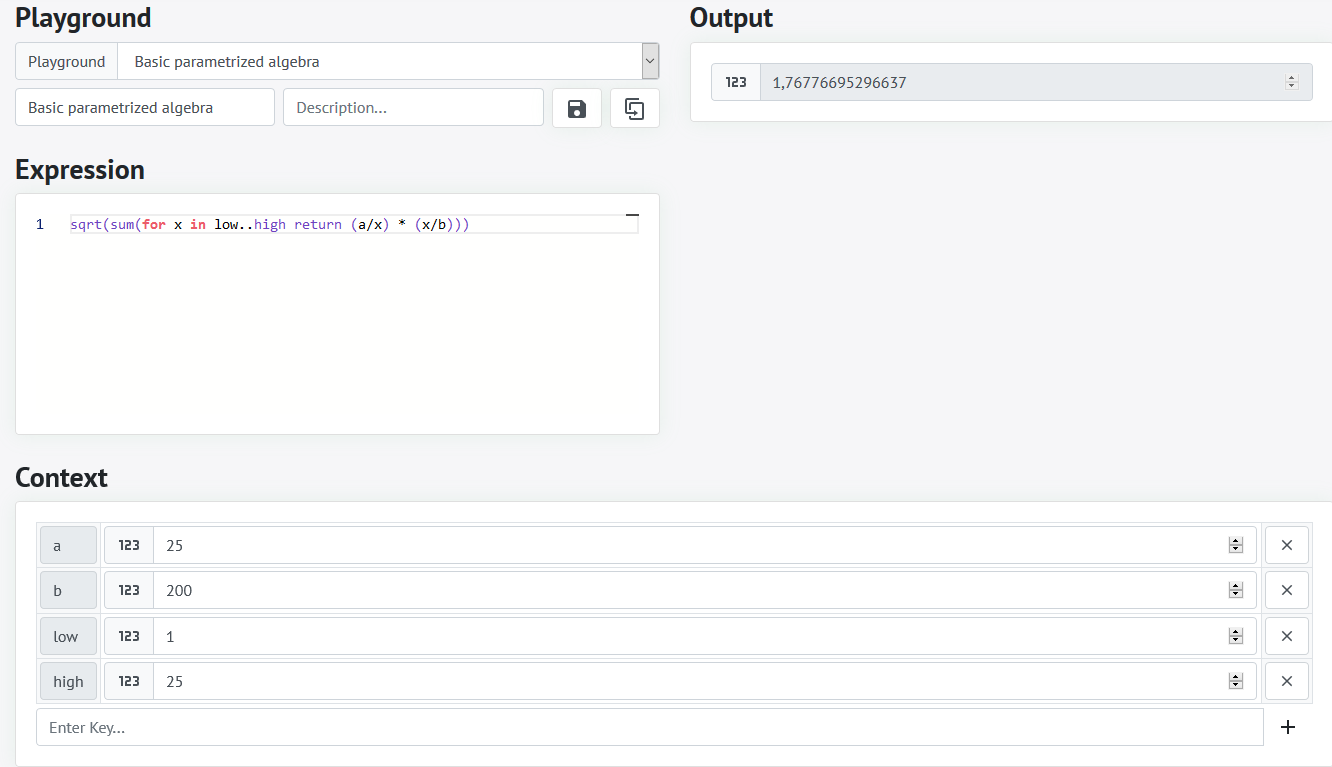 Playground
Playground
Basic parametrized algebra
Basic parametrized algebra
Description...
Expression
1 sqrt(sum(for x in low..high return (a/x) * (x/b)))
Output
123 1,76776695296637
Context
a 123 25
b 123 200
low 123 1
high 123 25
Enter Key...